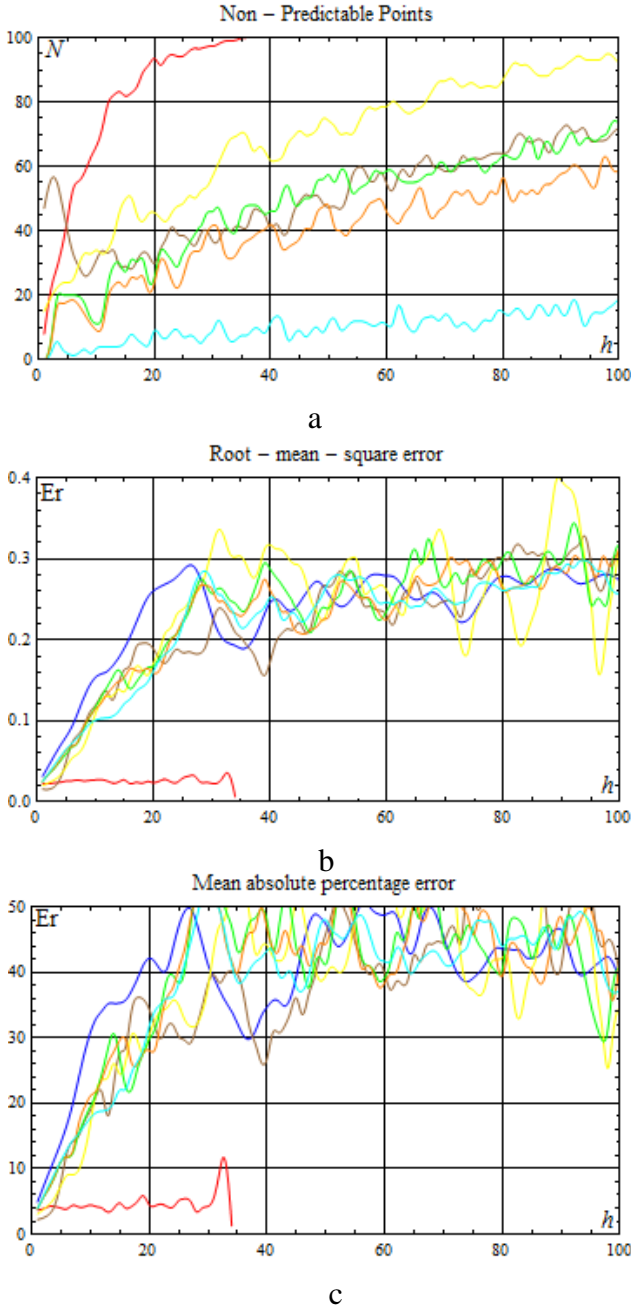 Non − Predictable Points
100
N
80
60
40
20
0
h
0 20 40 60 80 100
a
Root − mean − square error
0.4
Er
0.3
0.2
0.1
0.0
h
0 20 40 60 80 100
b
Mean absolute percentage error
50
Er
40
30
20
10
0
h
0 20 40 60 80 100
c